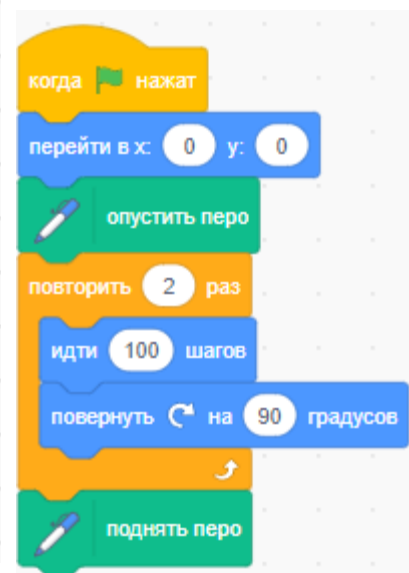 когда нажат
перейти в x: 0 y: 0
опустить перо
повторить 2 раз
идти 100 шагов
повернуть на 90 градусов
поднять перо